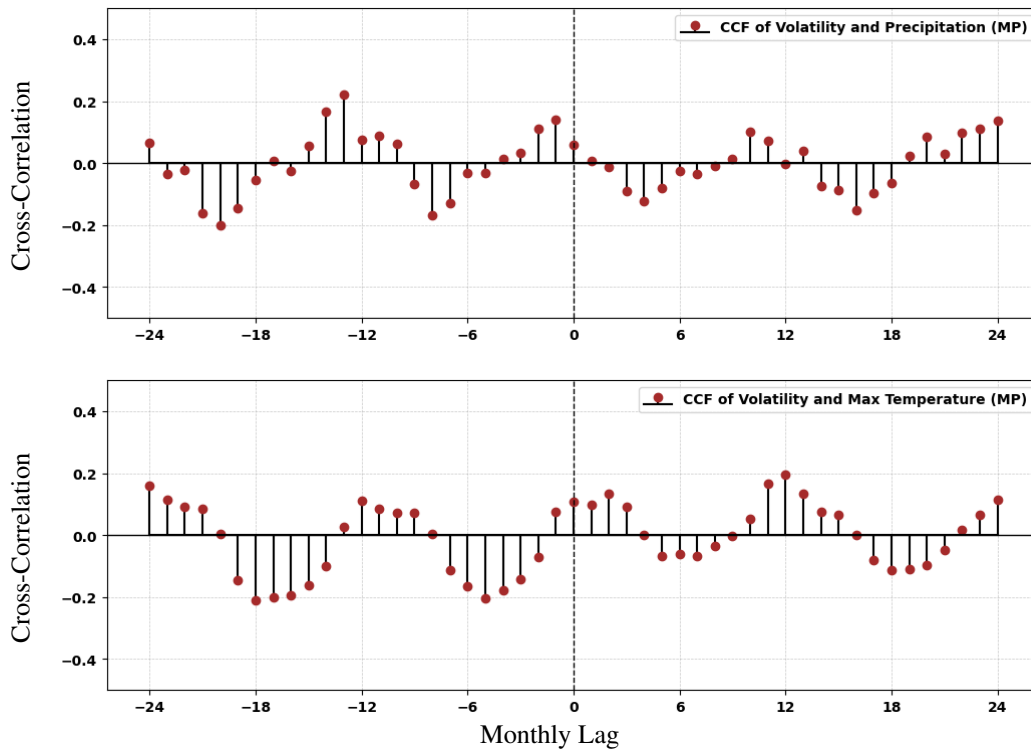 CCF of Volatility and Precipitation (MP)
Cross-Correlation
0.4
0.2
0.0
−0.2
−0.4
−24 −18 −12 −6 0 6 12 18 24
CCF of Volatility and Max Temperature (MP)
Cross-Correlation
0.4
0.2
0.0
−0.2
−0.4
−24 −18 −12 −6 0 6 12 18 24
Monthly Lag